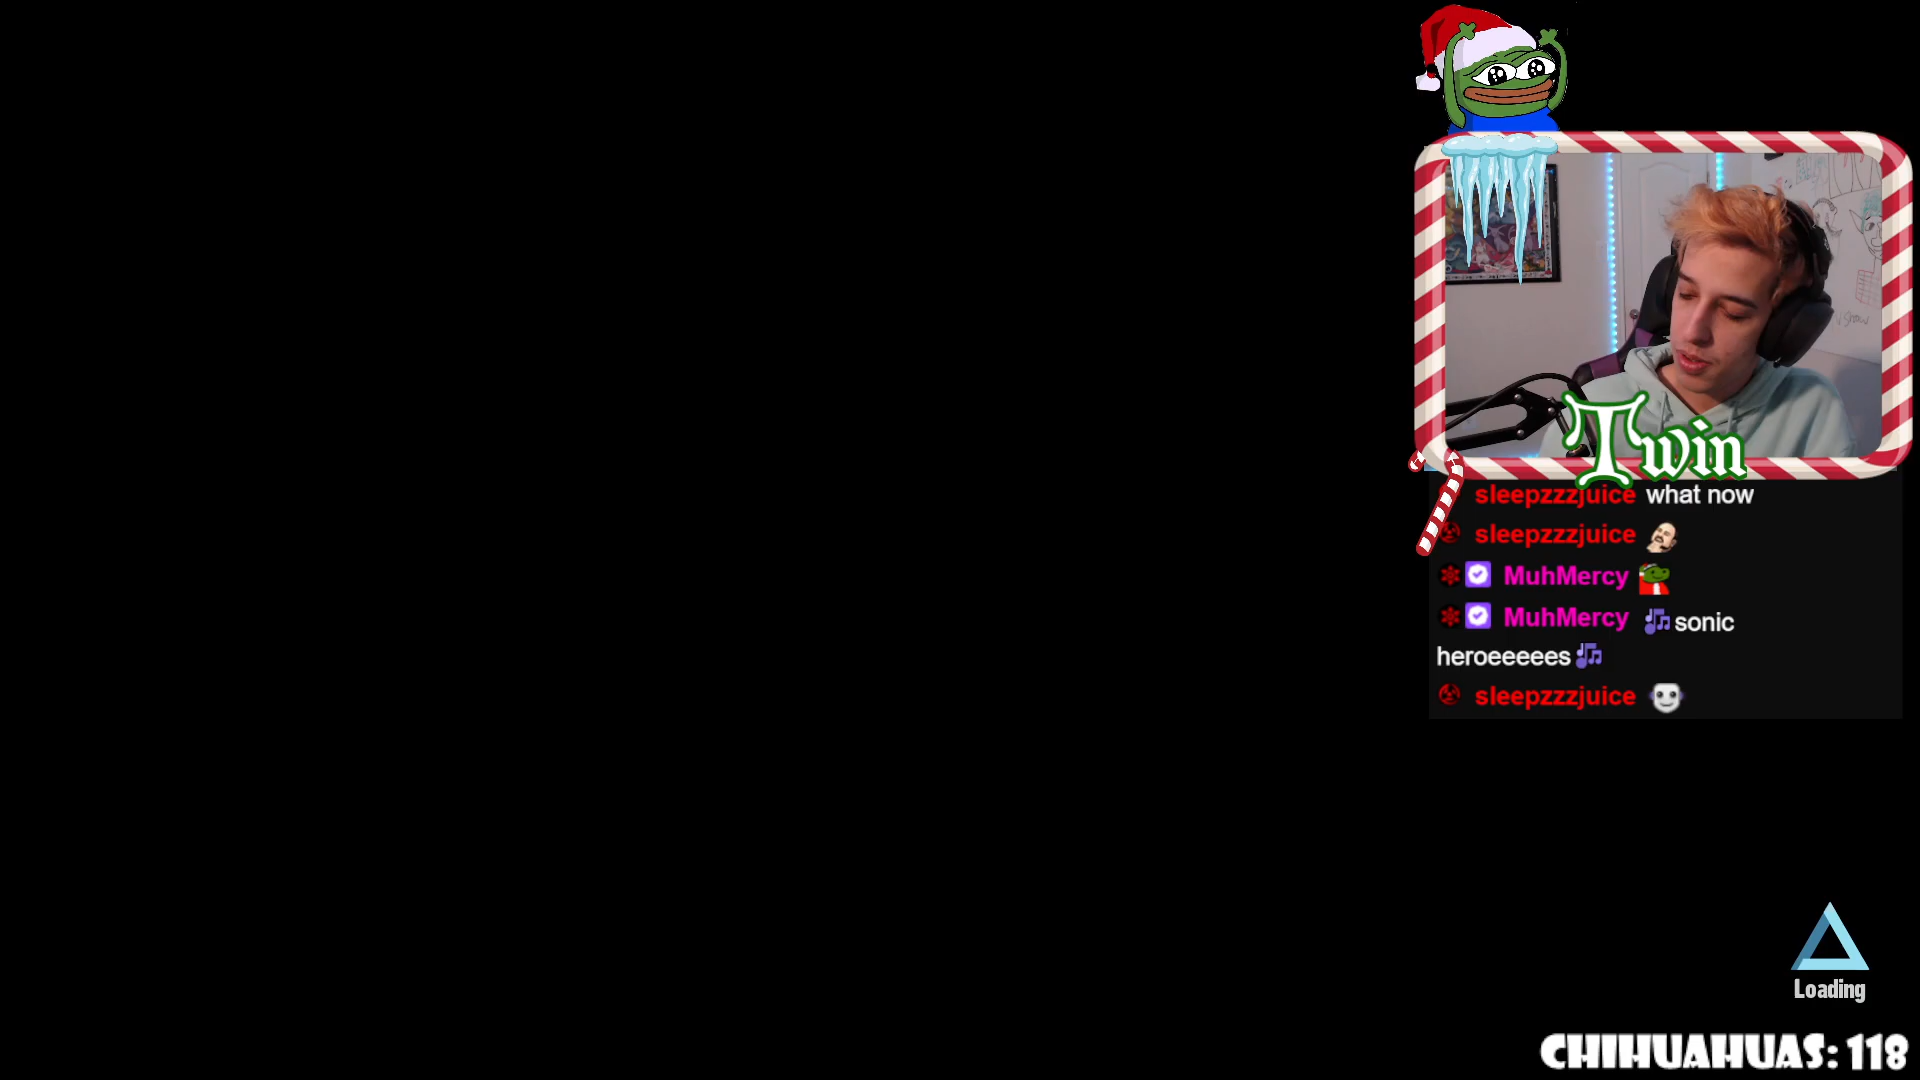 Twin
sleepzzzjuice what now
sleepzzzjuice
MuhMercy
MuhMercy sonic
heroeeeees
sleepzzzjuice
Loading
CHIHUAHUAS: 118